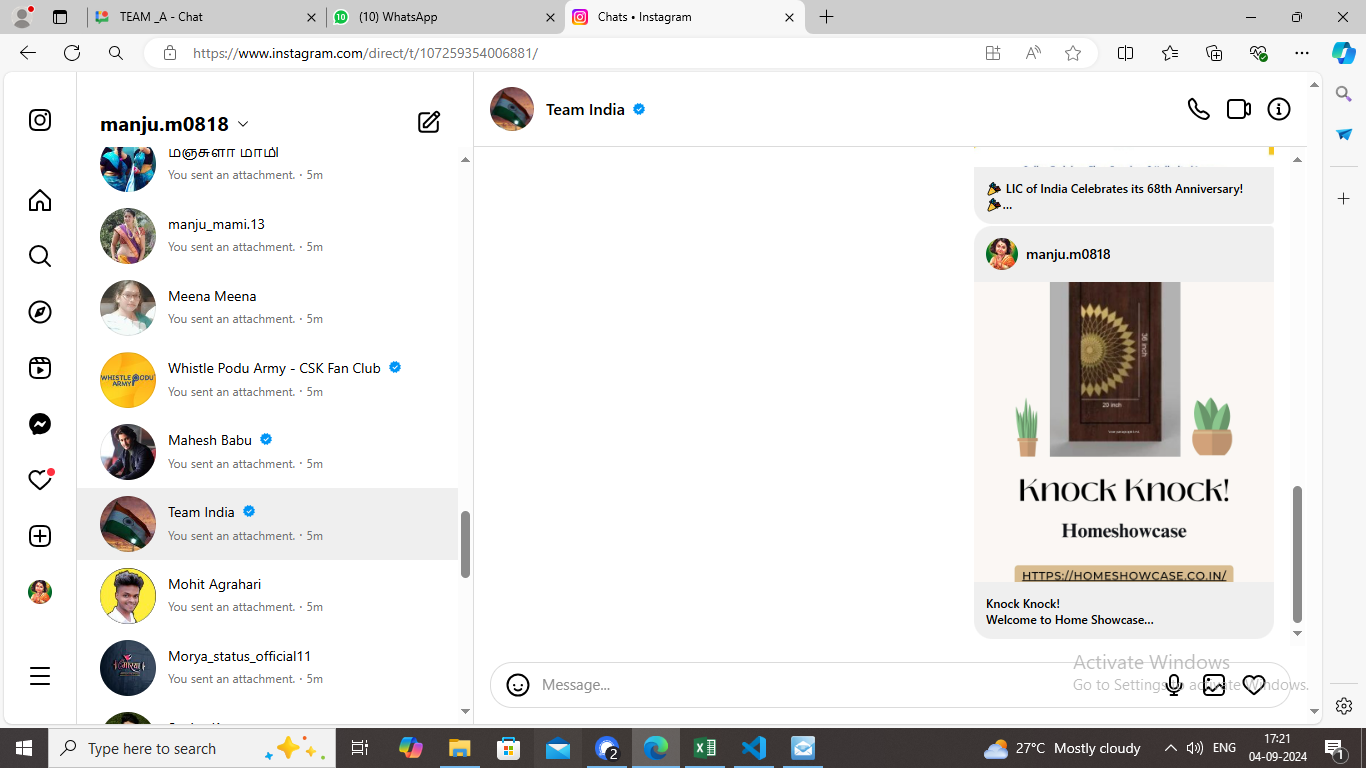 TEAM _A - Chat
(10) WhatsApp
Chats • Instagram
https://www.instagram.com/direct/t/107259354006881/
manju.m0818
மஞ்சுளா மாமி
You sent an attachment. · 5m
manju_mami.13
You sent an attachment. · 5m
Meena Meena
You sent an attachment. · 5m
Whistle Podu Army - CSK Fan Club
You sent an attachment. · 5m
Mahesh Babu
You sent an attachment. · 5m
Team India
You sent an attachment. · 5m
Mohit Agrahari
You sent an attachment. · 5m
Morya_status_official11
You sent an attachment. · 5m
WHISTLE PODU
ARMY
Team India
LIC of India Celebrates its 68th Anniversary!
...
manju.m0818
36 inch
20 inch
Knock Knock!
Homeshowcase
HTTPS://HOMESHOWCASE.CO.IN/
Knock Knock!
Welcome to Home Showcase...
Message...
Activate Windows
Go to Settings to activate Windows.
Type here to search
2
27°C Mostly cloudy
ENG
17:21
04-09-2024
1